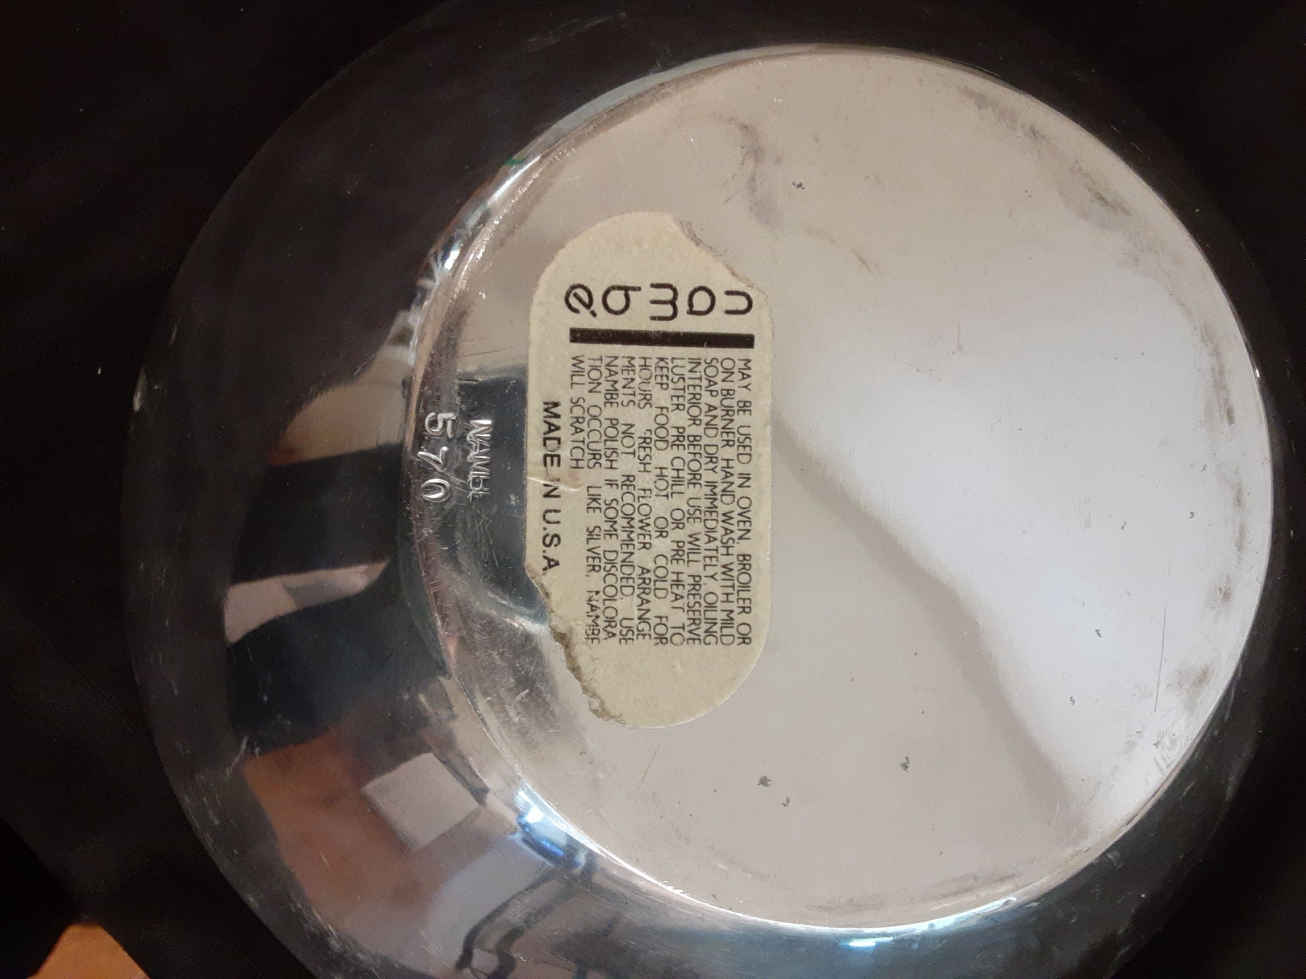 nambé
MAY BE USED IN OVEN, BROILER OR
ON BURNER HAND WASH WITH MILD
SOAP AND DRY IMMEDIATELY. OILING
INTERIOR BEFORE USE WILL PRESERVE
LUSTER PRE CHILL OR PRE HEAT TO
KEEP FOOD HOT OR COLD FOR
HOURS FRESH FLOWER ARRANGE
MENTS NOT RECOMMENDED. USE
NAMBE POLISH IF SOME DISCOLORA
TION OCCURS LIKE SILVER, NAMBE
WILL SCRATCH
MADE IN U.S.A.
NAMBE
570